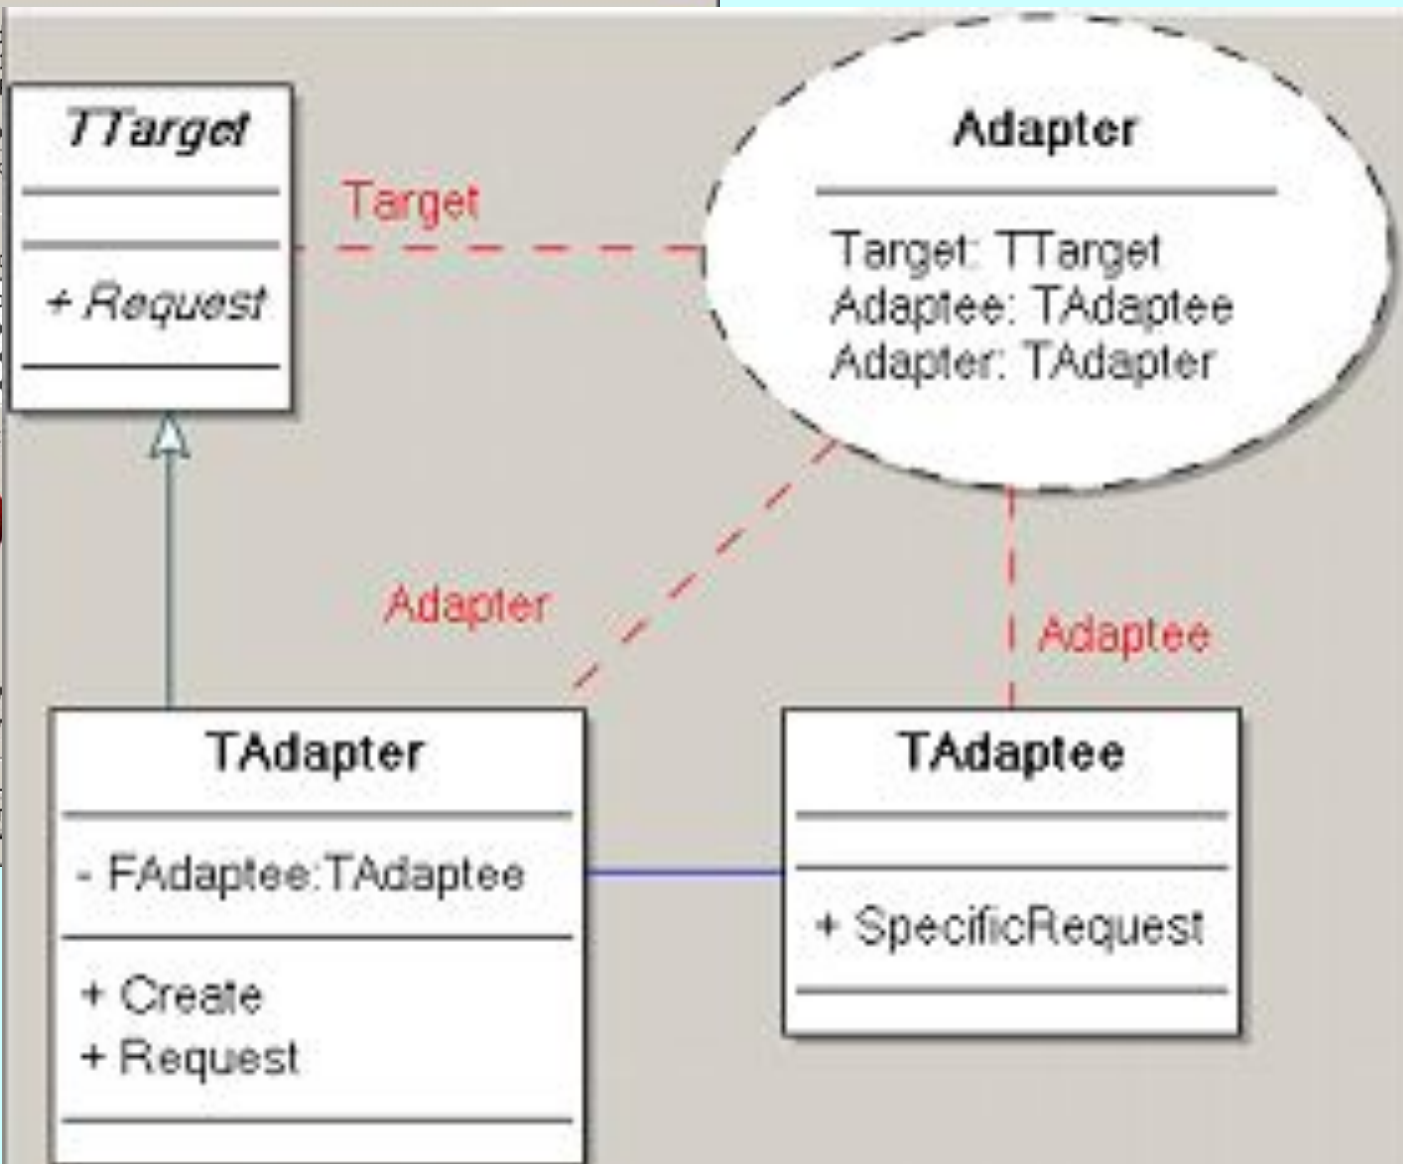 TTarget
+ Request
Target
Adapter
Target: TTarget
Adaptee: TAdaptee
Adapter: TAdapter
Adapter
Adaptee
TAdapter
- FAdaptee:TAdaptee
+ Create
+ Request
TAdaptee
+ SpecificRequest